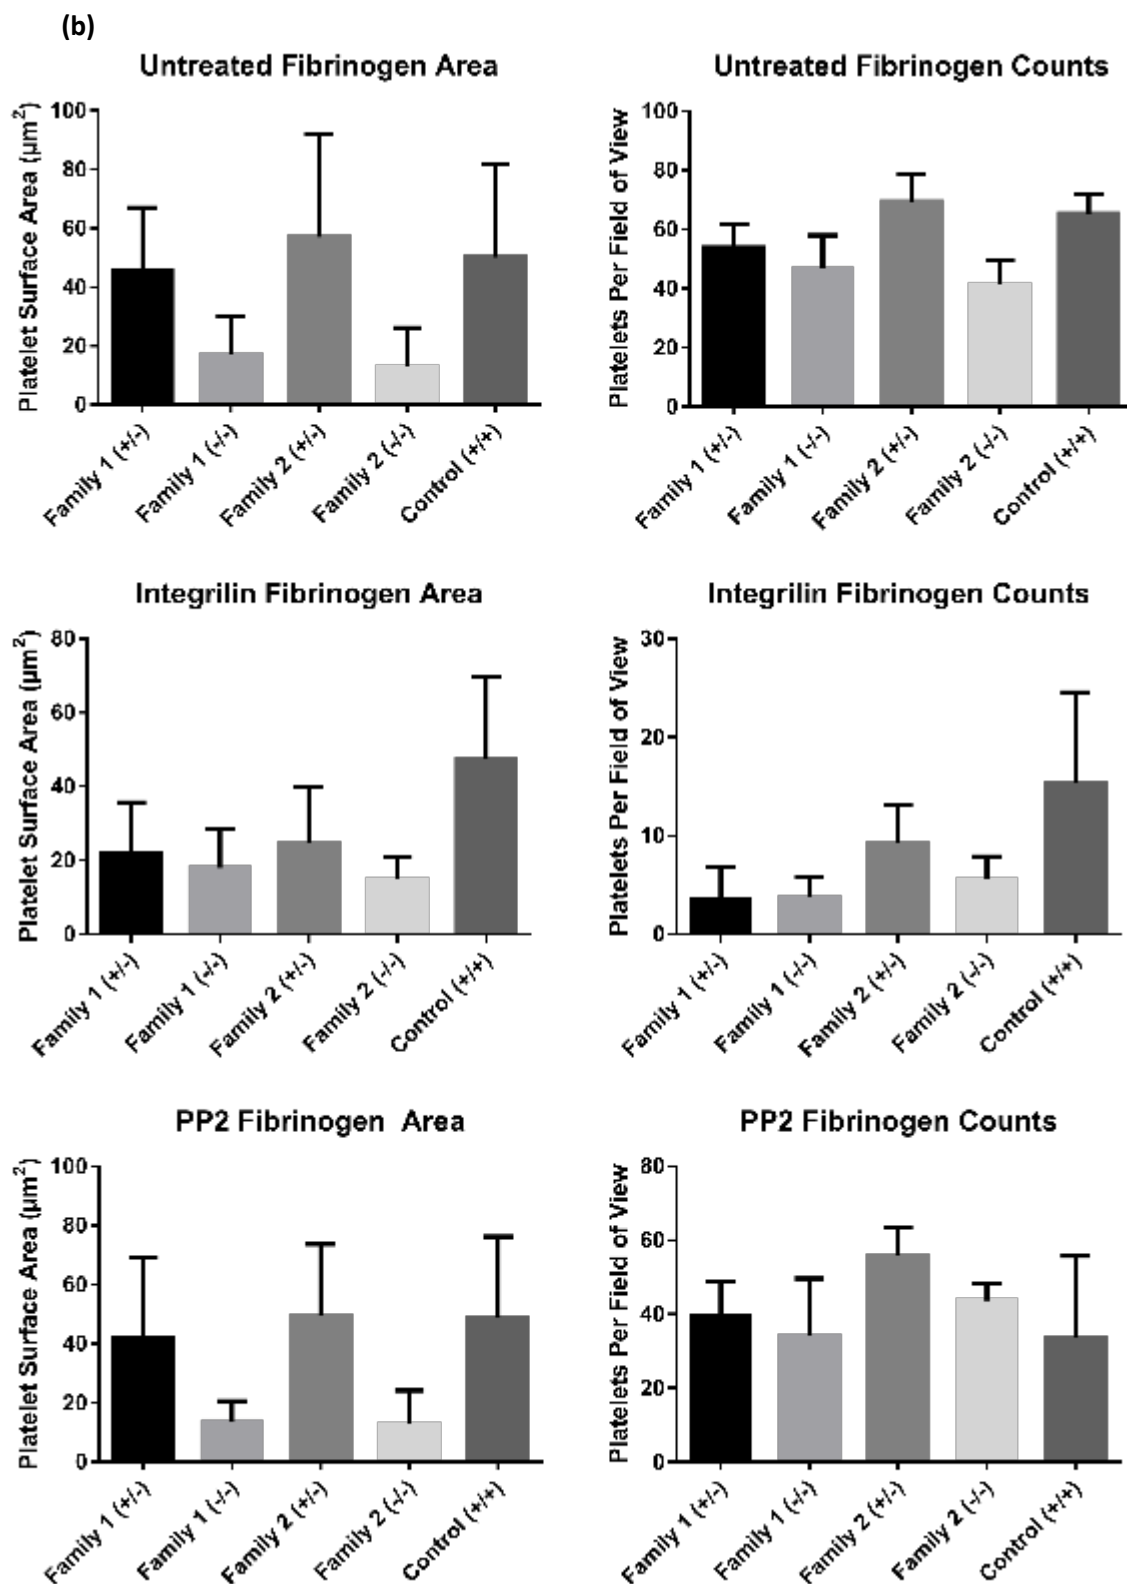 (b)
Untreated Fibrinogen Area
Platelet Surface Area (µm²)
100
80
60
40
20
0
Family 1 (+/-)
Family 1 (-/-)
Family 2 (+/-)
Family 2 (-/-)
Control (+/+)
Untreated Fibrinogen Counts
Platelets Per Field of View
100
80
60
40
20
0
Family 1 (+/-)
Family 1 (-/-)
Family 2 (+/-)
Family 2 (-/-)
Control (+/+)
Integrilin Fibrinogen Area
Platelet Surface Area (µm²)
80
60
40
20
0
Family 1 (+/-)
Family 1 (-/-)
Family 2 (+/-)
Family 2 (-/-)
Control (+/+)
Integrilin Fibrinogen Counts
Platelets Per Field of View
30
20
10
0
Family 1 (+/-)
Family 1 (-/-)
Family 2 (+/-)
Family 2 (-/-)
Control (+/+)
PP2 Fibrinogen Area
Platelet Surface Area (µm²)
100
80
60
40
20
0
Family 1 (+/-)
Family 1 (-/-)
Family 2 (+/-)
Family 2 (-/-)
Control (+/+)
PP2 Fibrinogen Counts
Platelets Per Field of View
80
60
40
20
0
Family 1 (+/-)
Family 1 (-/-)
Family 2 (+/-)
Family 2 (-/-)
Control (+/+)